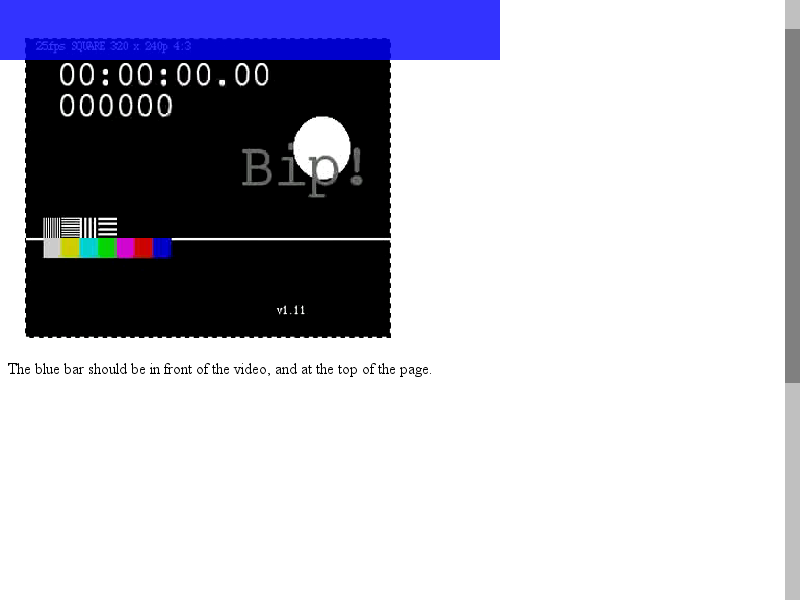 25fps SQUARE 320 x 240p 4:3
00:00:00.00
000000
Bip!
v1.11
The blue bar should be in front of the video, and at the top of the page.